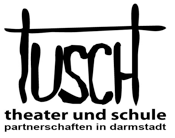 TUSCH
theater und schule
partnerschaften in darmstadt